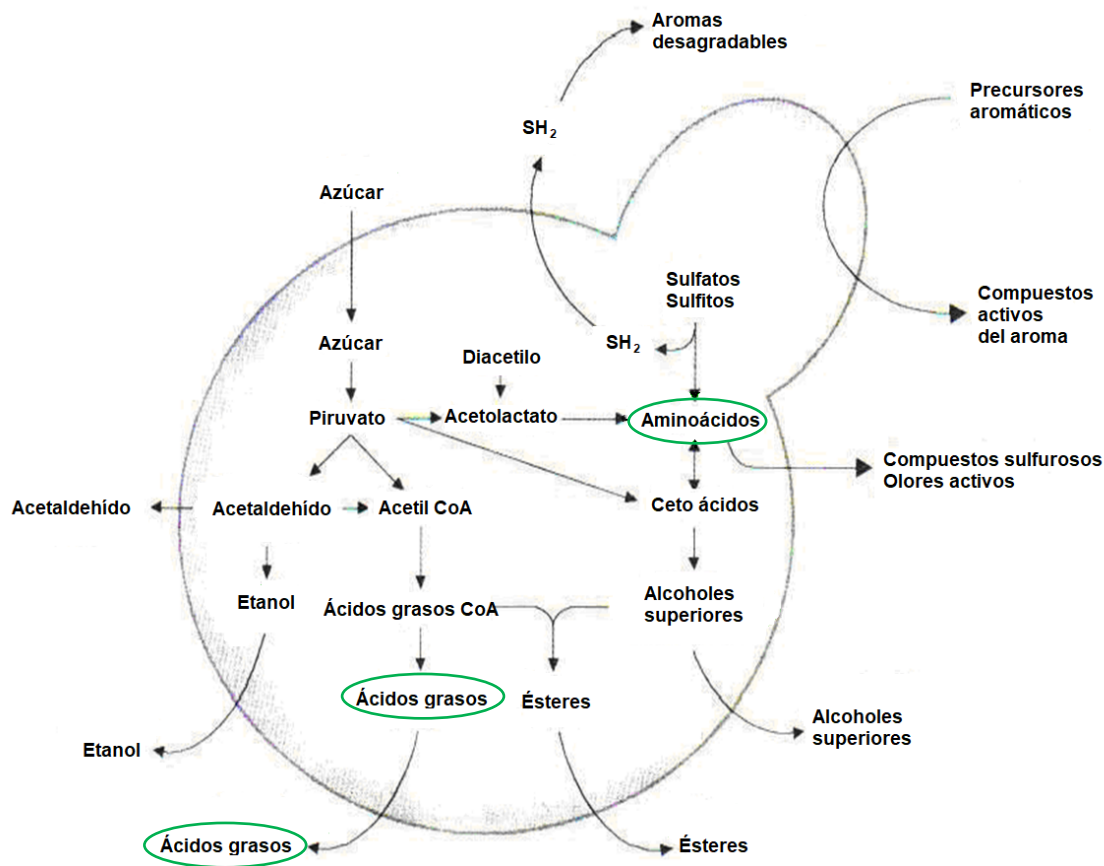 Aromas
desagradables
Precursores
aromáticos
SH₂
Azúcar
Sulfatos
Sulfitos
Compuestos
activos
del aroma
Azúcar
Diacetilo
SH₂
Piruvato
Acetolactato
Aminoácidos
Compuestos sulfurosos
Olores activos
Acetaldehído
Acetaldehído
Acetil CoA
Ceto ácidos
Etanol
Ácidos grasos CoA
Alcoholes
superiores
Ácidos grasos
Ésteres
Alcoholes
superiores
Etanol
Ácidos grasos
Ésteres